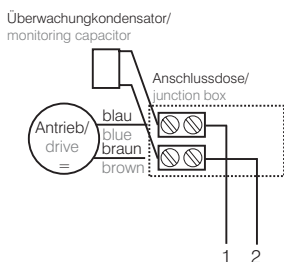 Überwachungkondensator/
monitoring capacitor
Anschlussdose/
junction box
Antrieb/
drive
=
blau
blue
braun
brown
1 2